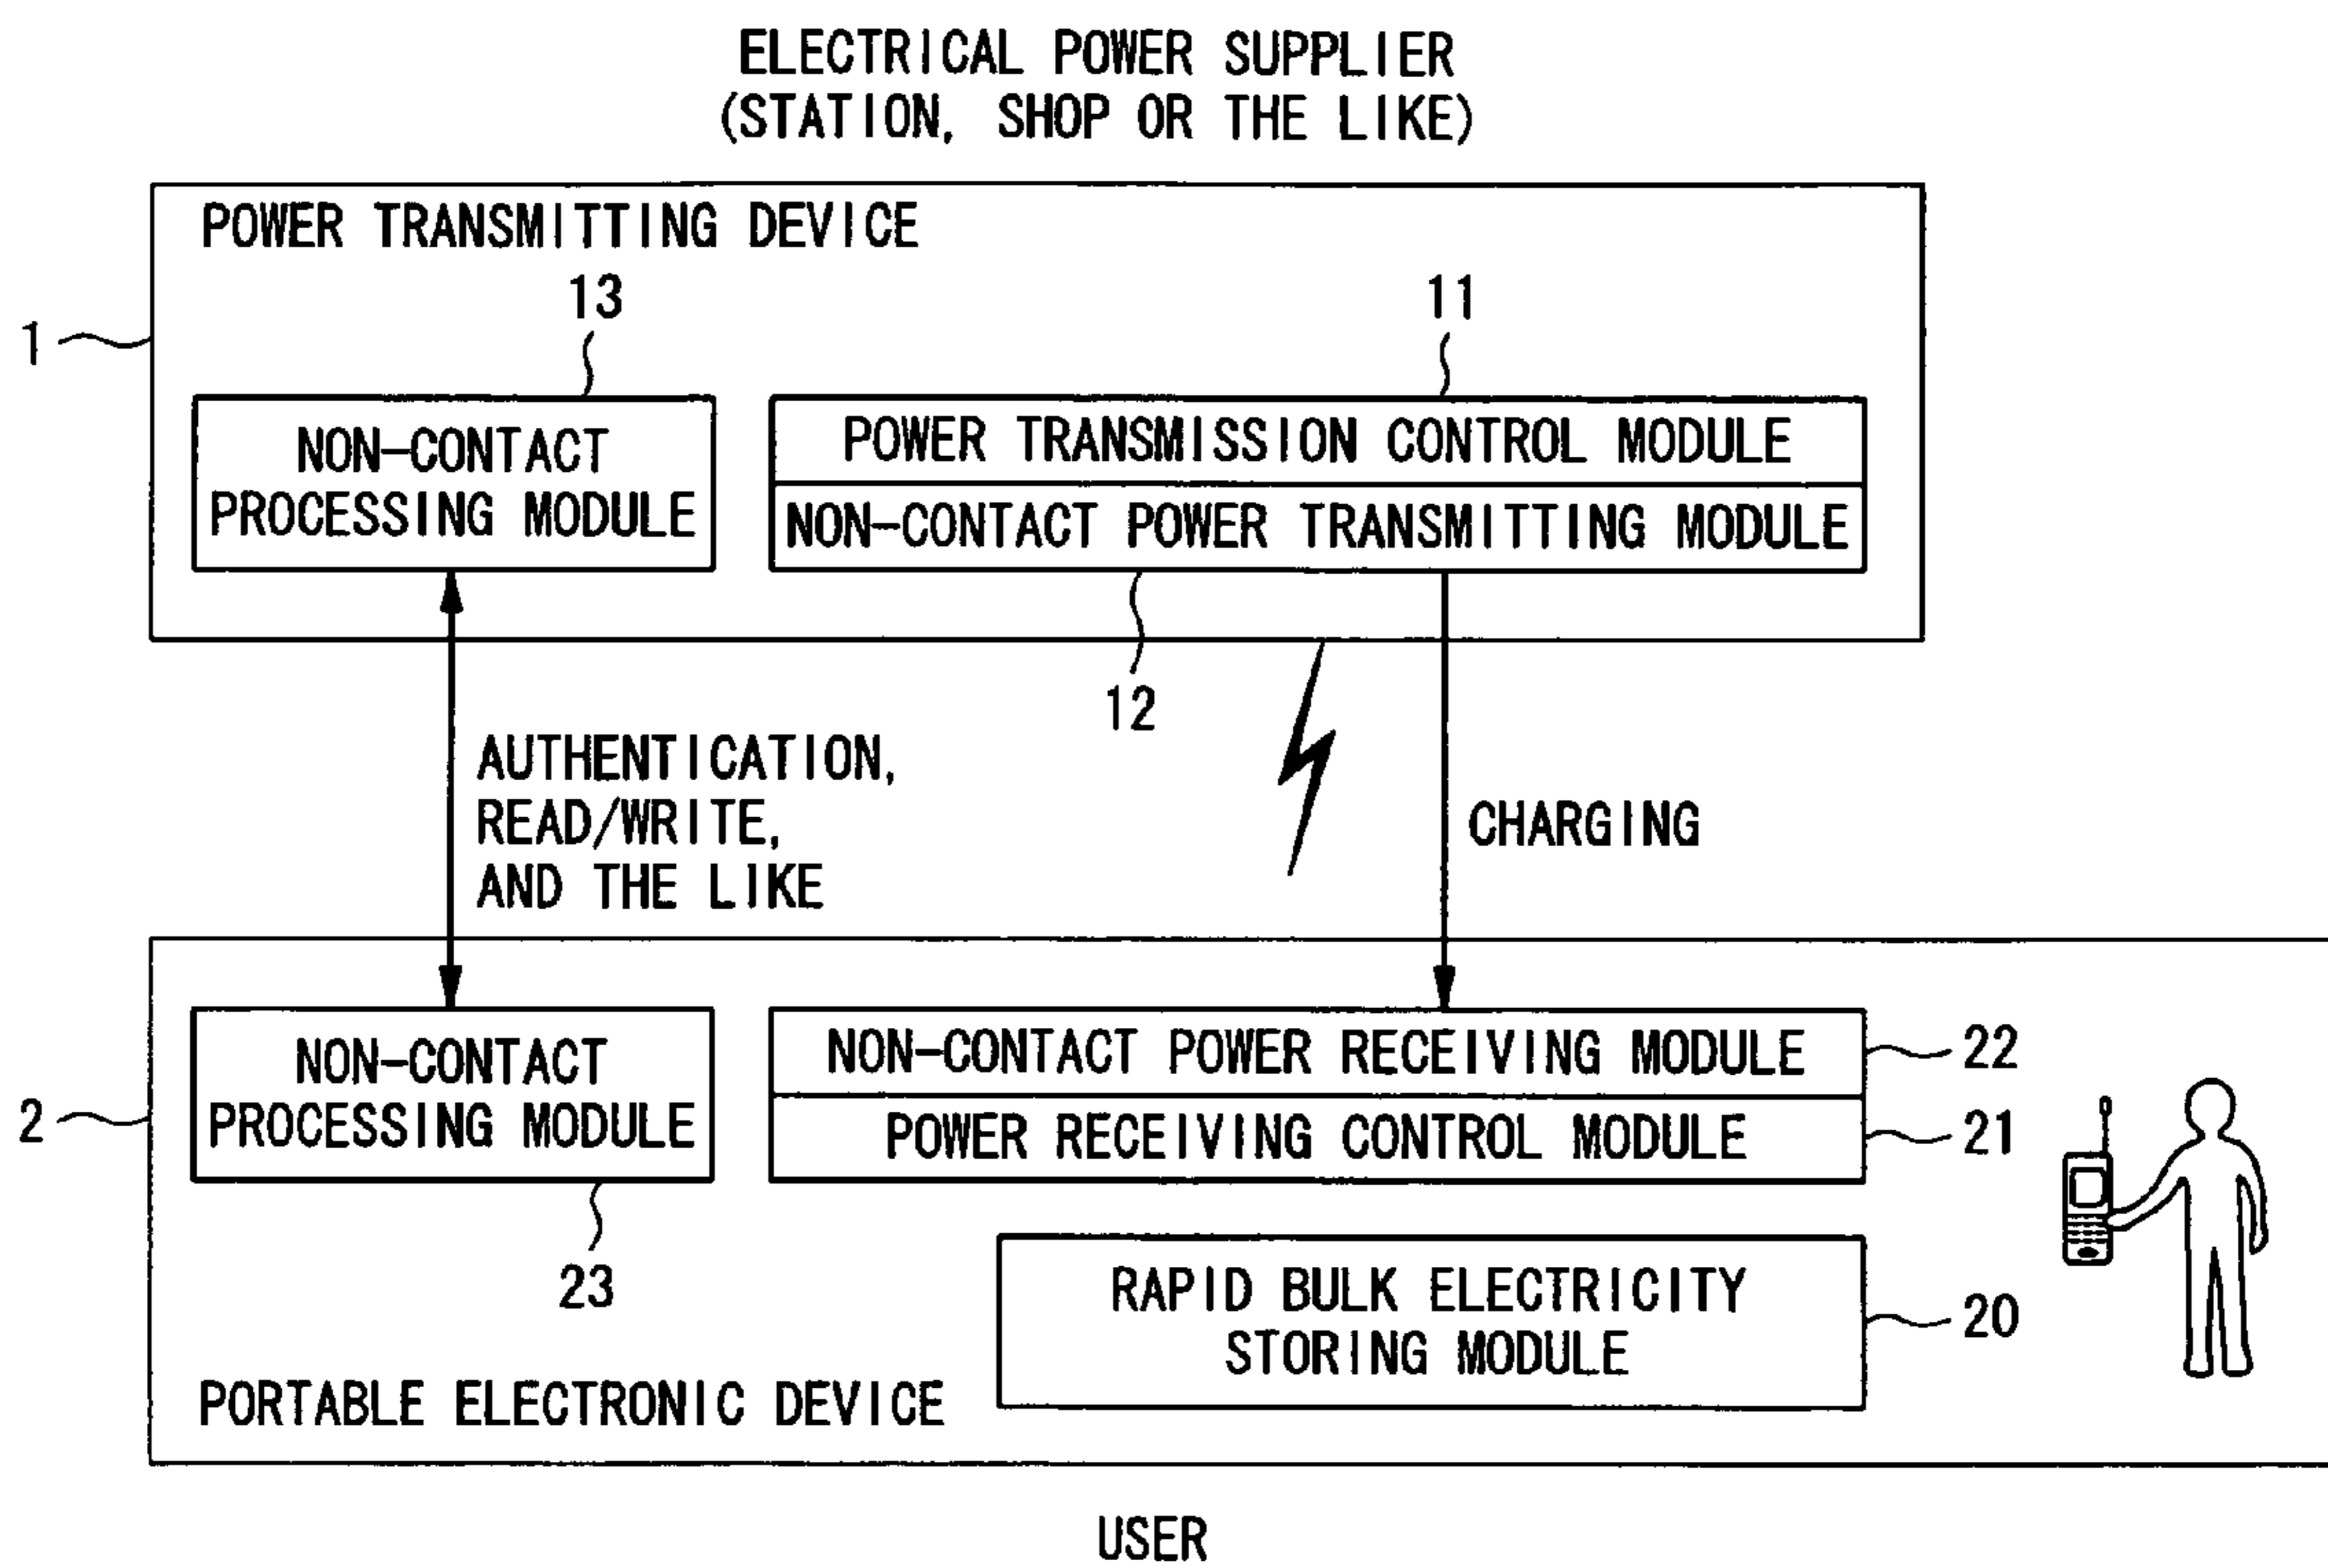 ELECTRICAL POWER SUPPLIER
(STATION, SHOP OR THE LIKE)
POWER TRANSMITTING DEVICE
13
11
1
NON-CONTACT
PROCESSING MODULE
POWER TRANSMISSION CONTROL MODULE
NON-CONTACT POWER TRANSMITTING MODULE
12
AUTHENTICATION,
READ/WRITE,
AND THE LIKE
CHARGING
NON-CONTACT
PROCESSING MODULE
NON-CONTACT POWER RECEIVING MODULE
22
2
POWER RECEIVING CONTROL MODULE
21
23
RAPID BULK ELECTRICITY
STORING MODULE
20
PORTABLE ELECTRONIC DEVICE
USER